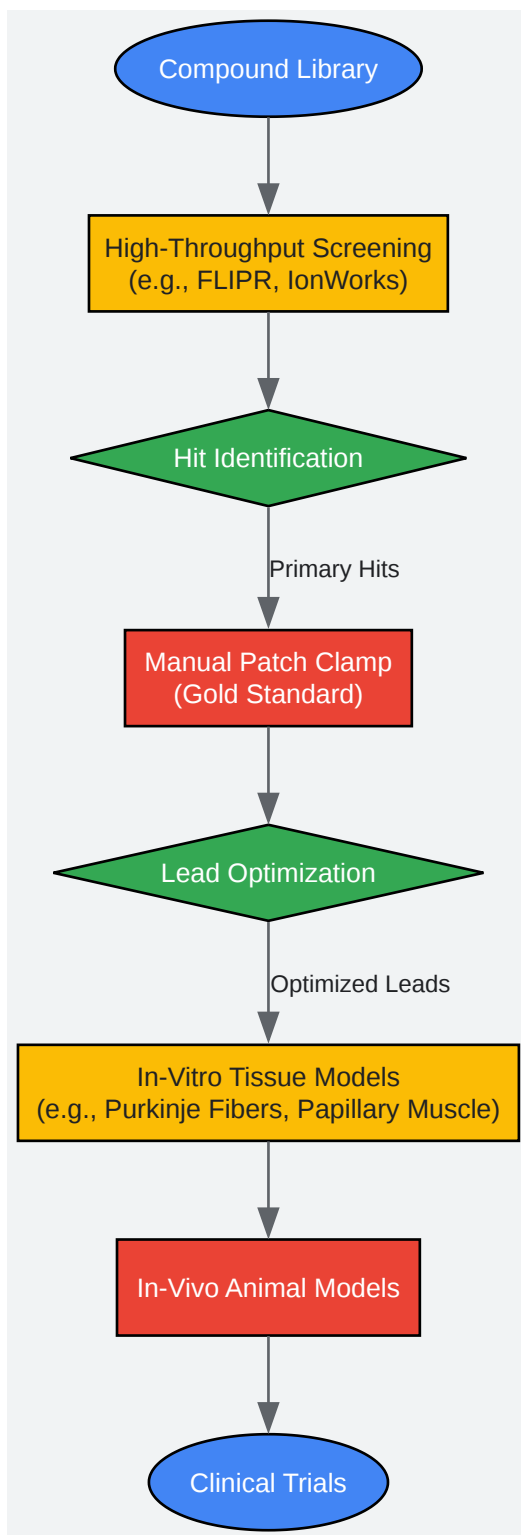 Compound Library
High-Throughput Screening
(e.g., FLIPR, IonWorks)
Hit Identification
Primary Hits
Manual Patch Clamp
(Gold Standard)
Lead Optimization
Optimized Leads
In-Vitro Tissue Models
(e.g., Purkinje Fibers, Papillary Muscle)
In-Vivo Animal Models
Clinical Trials